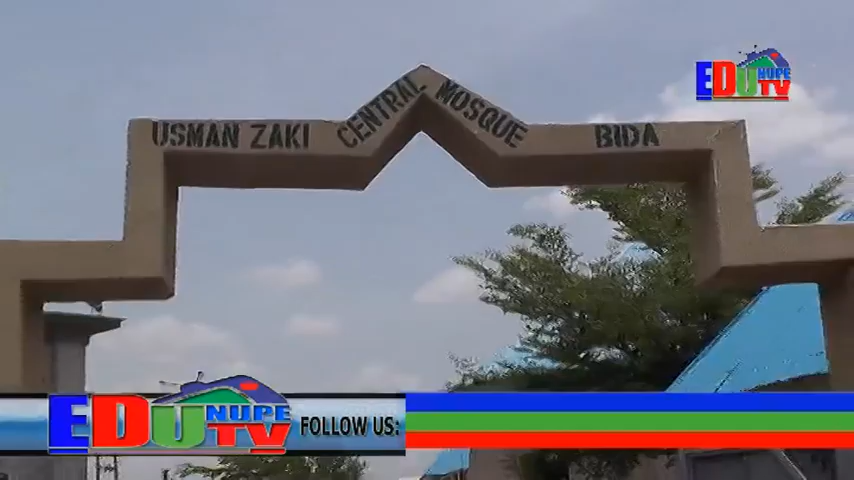 EDU NUPE TV
USMAN ZAKI CENTRAL MOSQUE BIDA
EDU NUPE TV FOLLOW US: